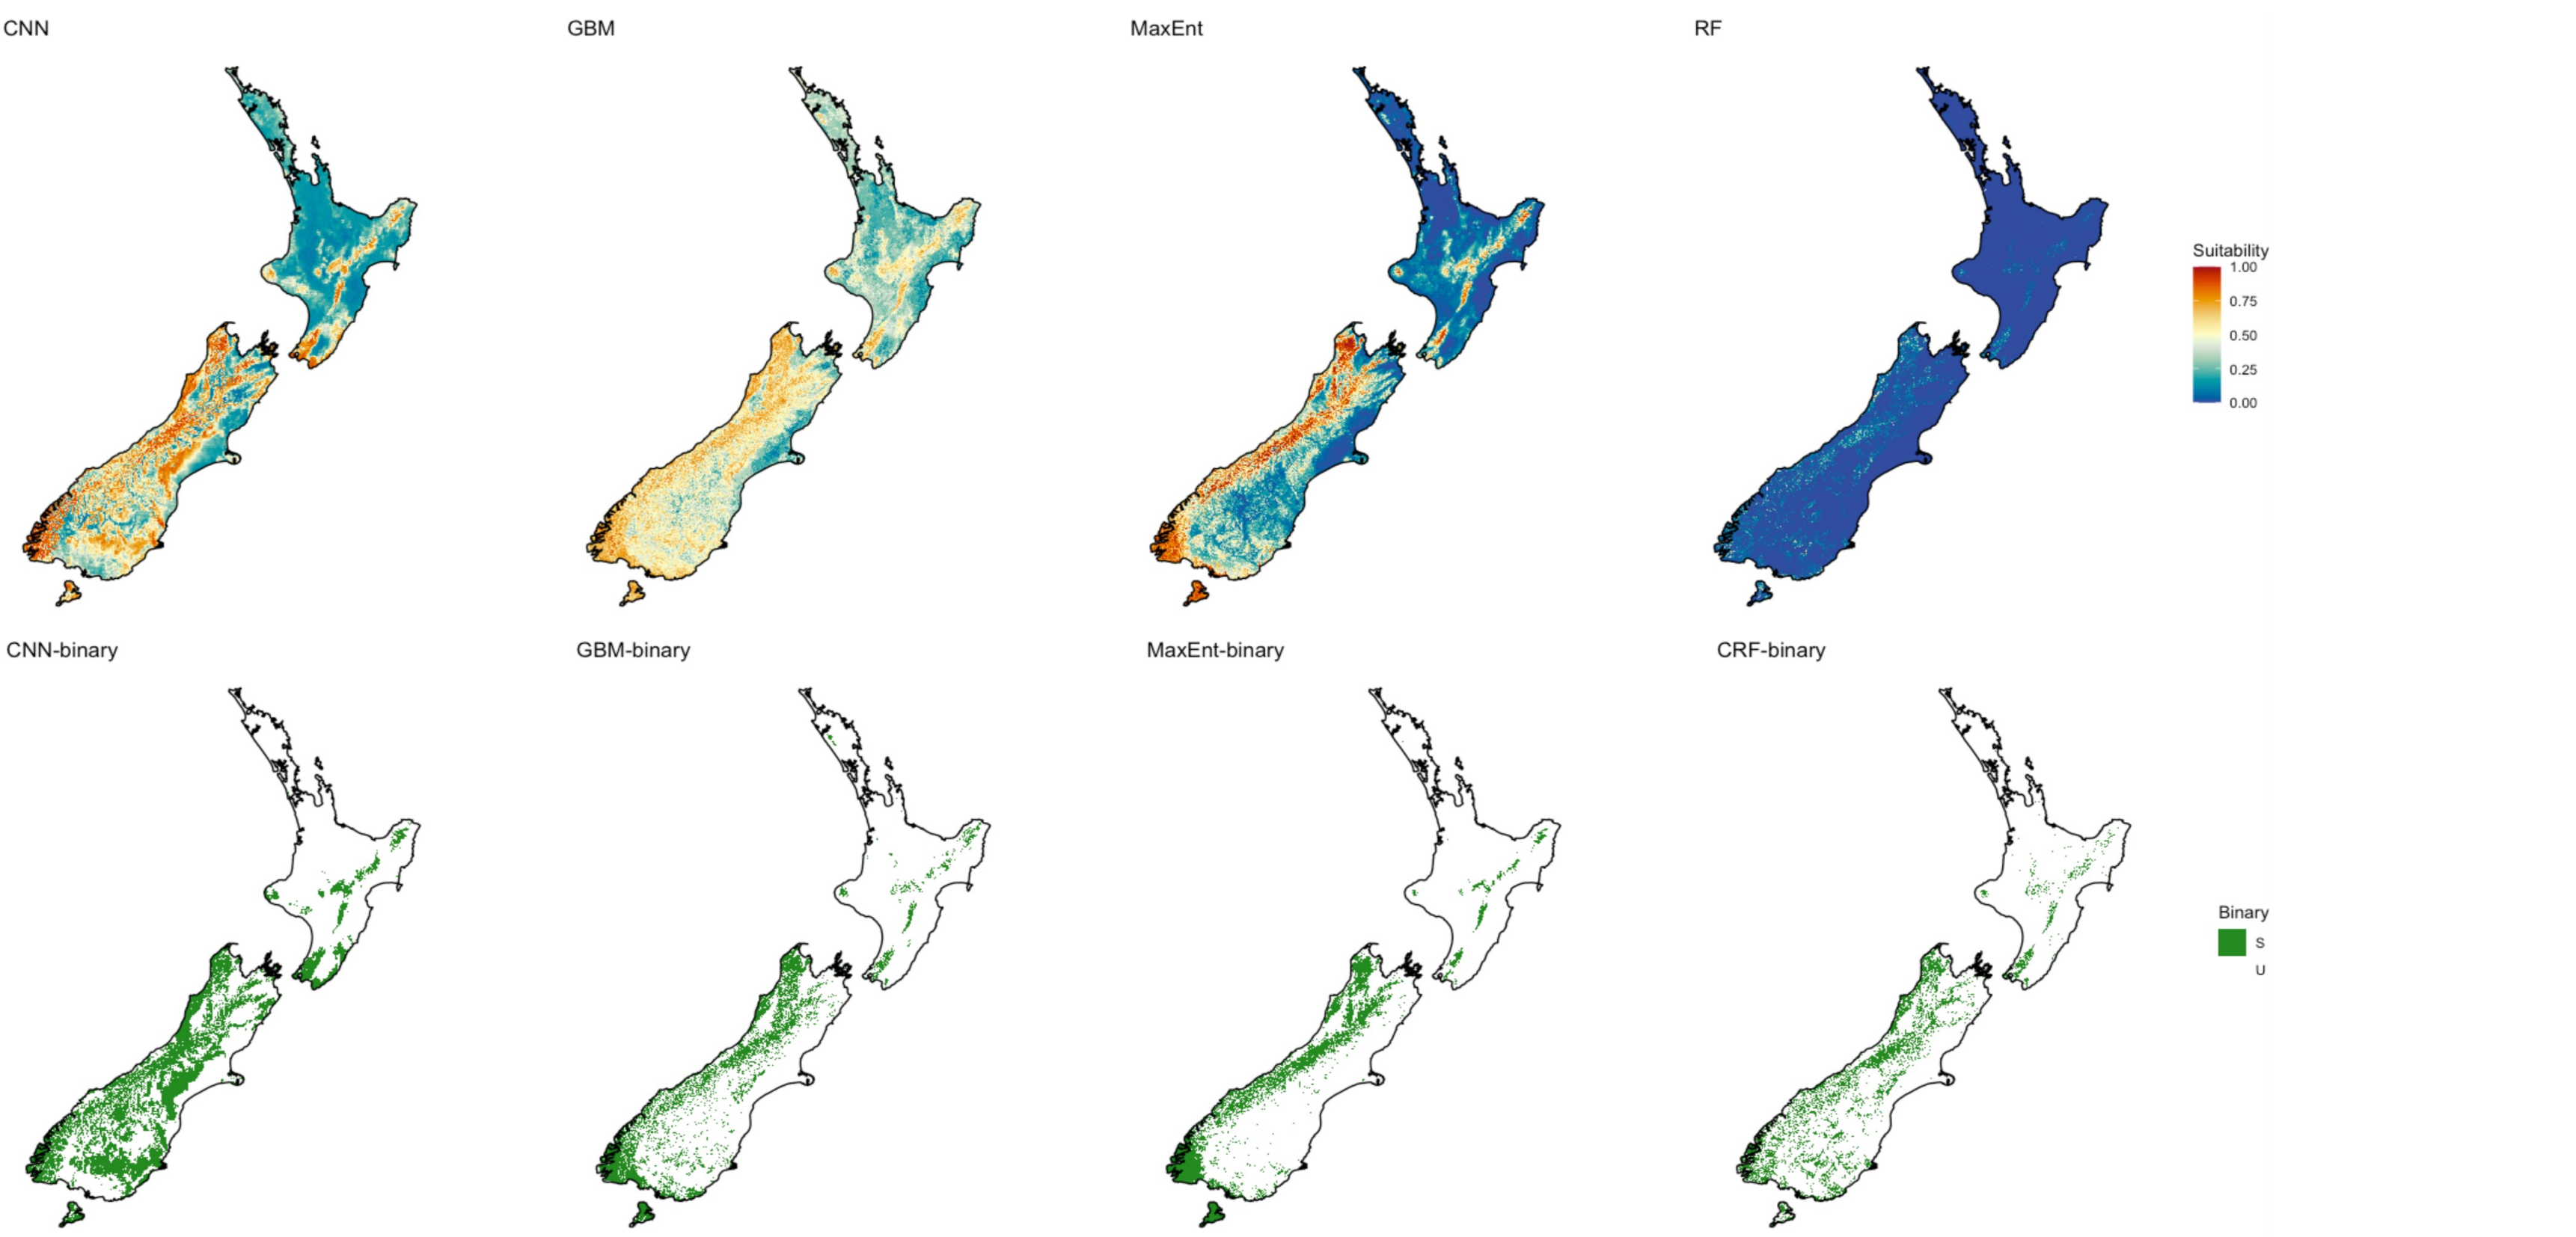 CNN
GBM
MaxEnt
RF
Suitability
1.00
0.75
0.50
0.25
0.00
CNN-binary
GBM-binary
MaxEnt-binary
CRF-binary
Binary
S
U